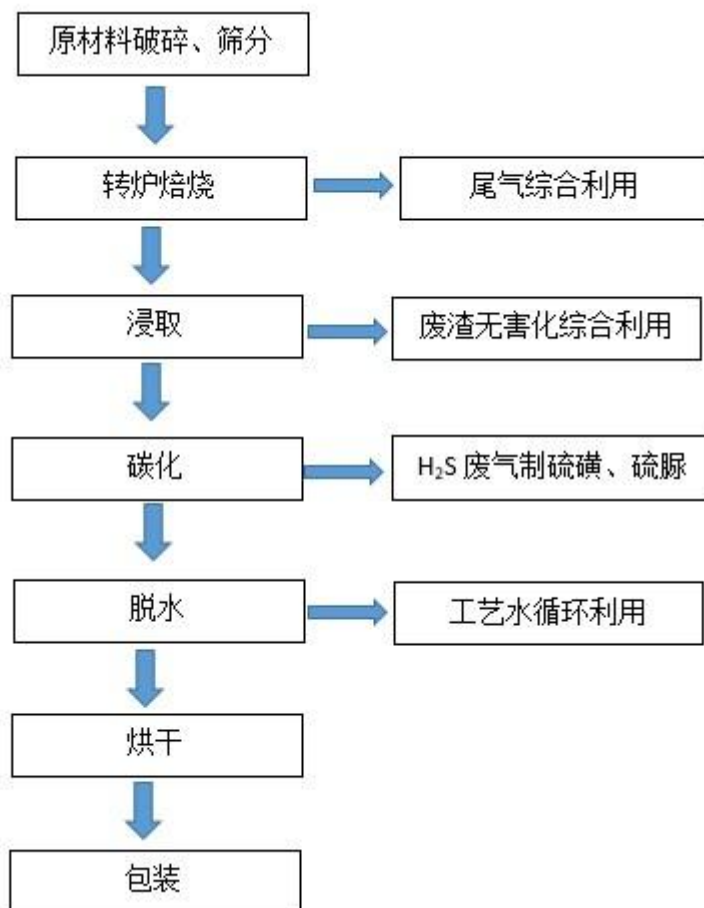 原材料破碎、筛分
转炉焙烧
尾气综合利用
浸取
废渣无害化综合利用
碳化
H₂S 废气制硫磺、硫脲
脱水
工艺水循环利用
烘干
包装